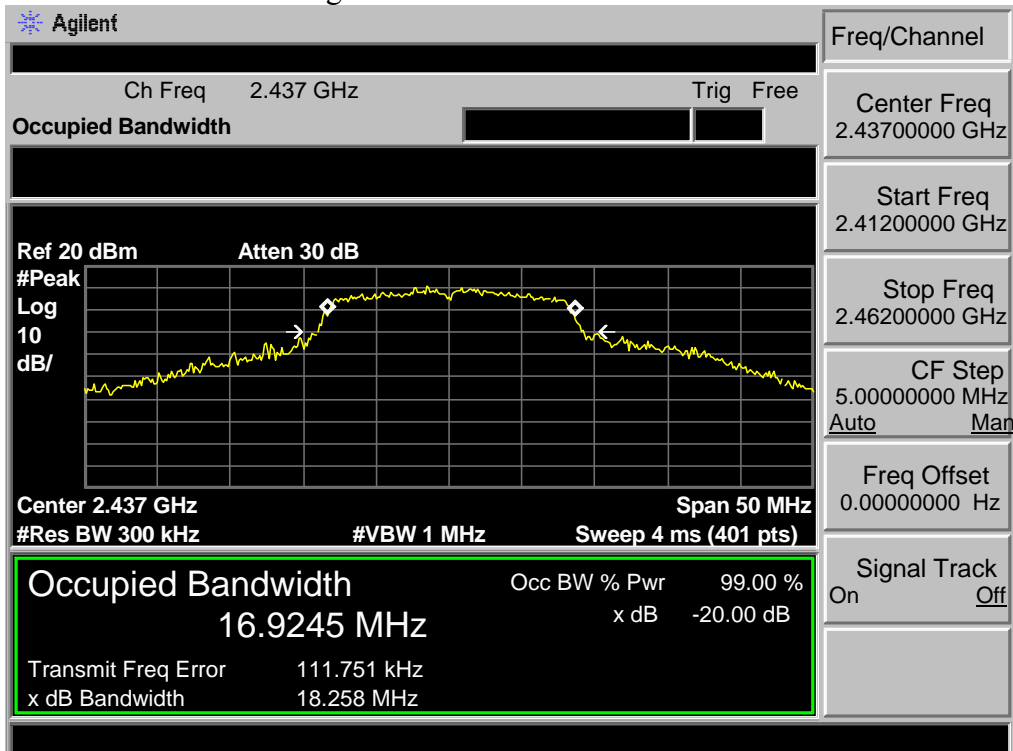 Agilent
Freq/Channel
Ch Freq 2.437 GHz Trig Free
Occupied Bandwidth
Center Freq
2.43700000 GHz
Start Freq
2.41200000 GHz
Stop Freq
2.46200000 GHz
CF Step
5.00000000 MHz
Auto Man
Freq Offset
0.00000000 Hz
Signal Track
On Off
Ref 20 dBm Atten 30 dB
#Peak
Log
10
dB/
Center 2.437 GHz Span 50 MHz
#Res BW 300 kHz #VBW 1 MHz Sweep 4 ms (401 pts)
Occupied Bandwidth Occ BW % Pwr 99.00 %
16.9245 MHz x dB -20.00 dB
Transmit Freq Error 111.751 kHz
x dB Bandwidth 18.258 MHz